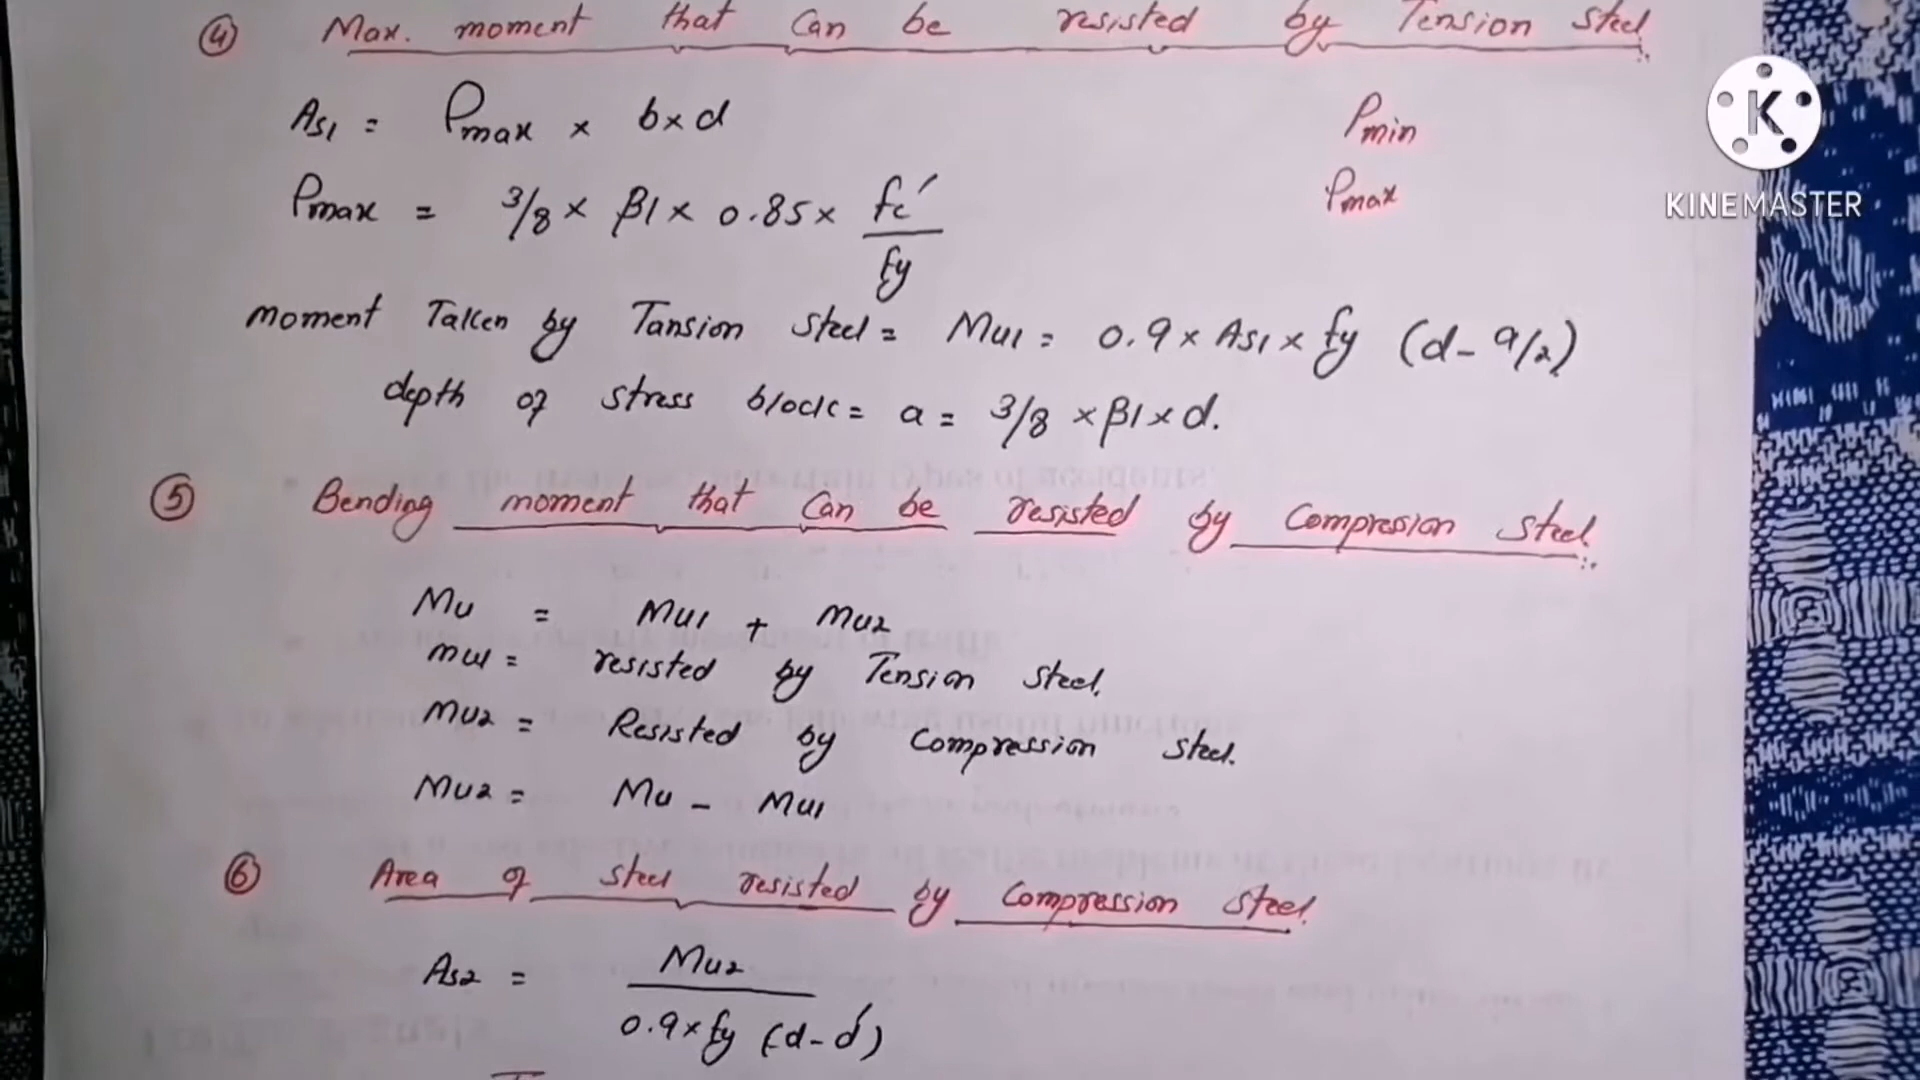 ④ Max. moment that can be resisted by Tension Steel
As1 = ρmax × b×d
ρmin
ρmax = 3/8 × β1 × 0.85 × fc′/fy
ρmax
KINEMASTER
moment Taken by Tansion Steel = Mu1 = 0.9 × As1 × fy (d - a/2)
depth of stress block = a = 3/8 × β1 × d.
⑤ Bending moment that can be resisted by compression steel
Mu = Mu1 + Mu2
mu1 = resisted by Tension Steel.
Mu2 = Resisted by compression steel.
Mu2 = Mu - Mu1
⑥ Area of steel resisted by compression steel.
As2 = Mu2 / 0.9×fy (d-d′)